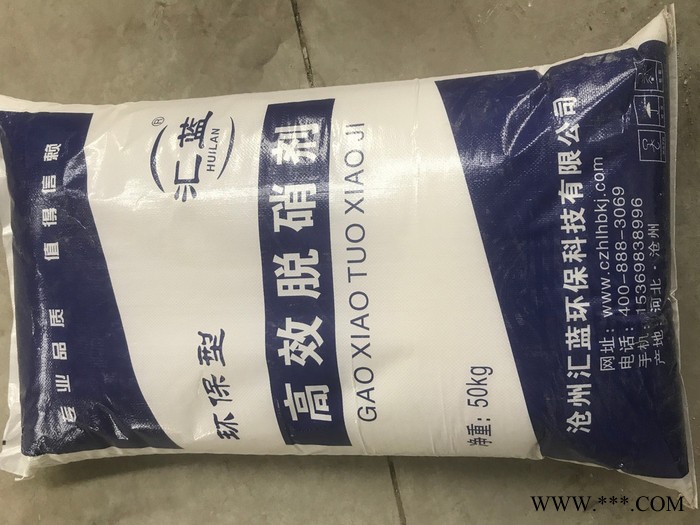 专业品质 值得信赖
汇蓝®
HUILAN
环保型
高效脱硝剂
GAO XIAO TUO XIAO JI
净重：50kg
沧州汇蓝环保科技有限公司
网址：www.czhlhbkj.com
电话：400-888-3069
手机：15369838996
产地：河北·沧州
WWW.***.COM